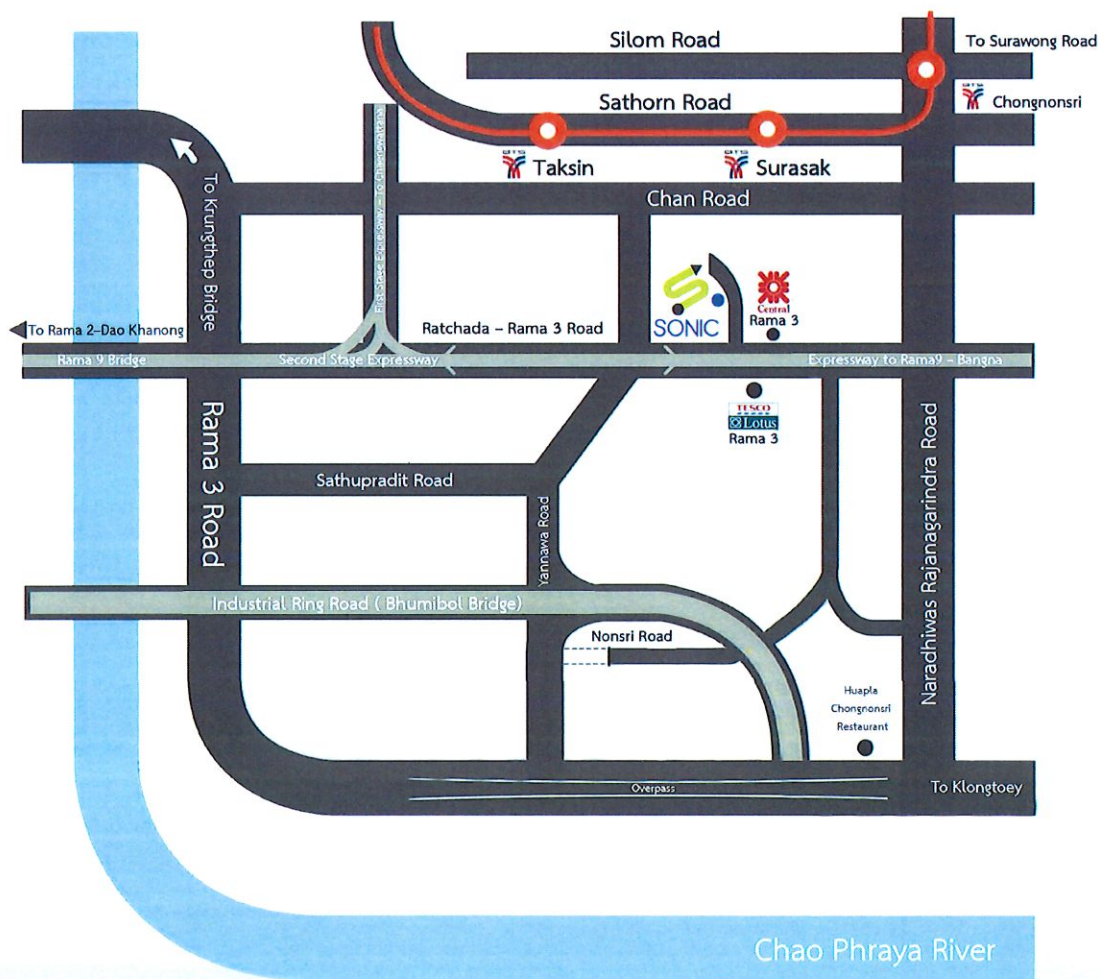 Silom Road
To Surawong Road
Sathorn Road
BTS
Chongnonsri
BTS
Taksin
BTS
Surasak
To Krungthep Bridge
Chan Road
SONIC
Central
Rama 3
To Rama 2-Dao Khanong
Ratchada - Rama 3 Road
Rama 9 Bridge
Second Stage Expressway
Expressway to Rama9 - Bangna
TESCO
Lotus
Rama 3
Rama 3 Road
Sathupradit Road
Yannawa Road
Naradhiwas Rajanagarindra Road
Industrial Ring Road ( Bhumibol Bridge)
Nonsri Road
Huapla
Chongnonsri
Restaurant
Overpass
To Klongtoey
Chao Phraya River